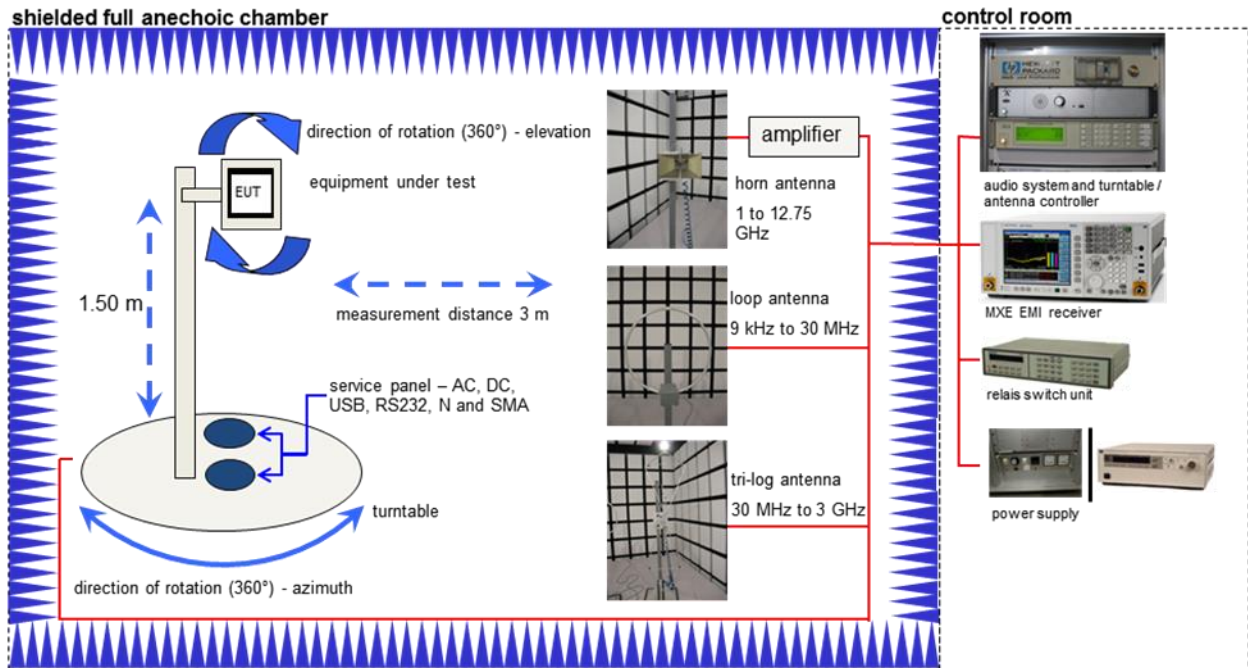 shielded full anechoic chamber
control room
direction of rotation (360°) - elevation
EUT
equipment under test
1.50 m
measurement distance 3 m
service panel – AC, DC,
USB, RS232, N and SMA
turntable
direction of rotation (360°) - azimuth
amplifier
horn antenna
1 to 12.75
GHz
loop antenna
9 kHz to 30 MHz
tri-log antenna
30 MHz to 3 GHz
hp
HEWLETT
PACKARD
audio system and turntable /
antenna controller
MXE EMI receiver
relais switch unit
power supply